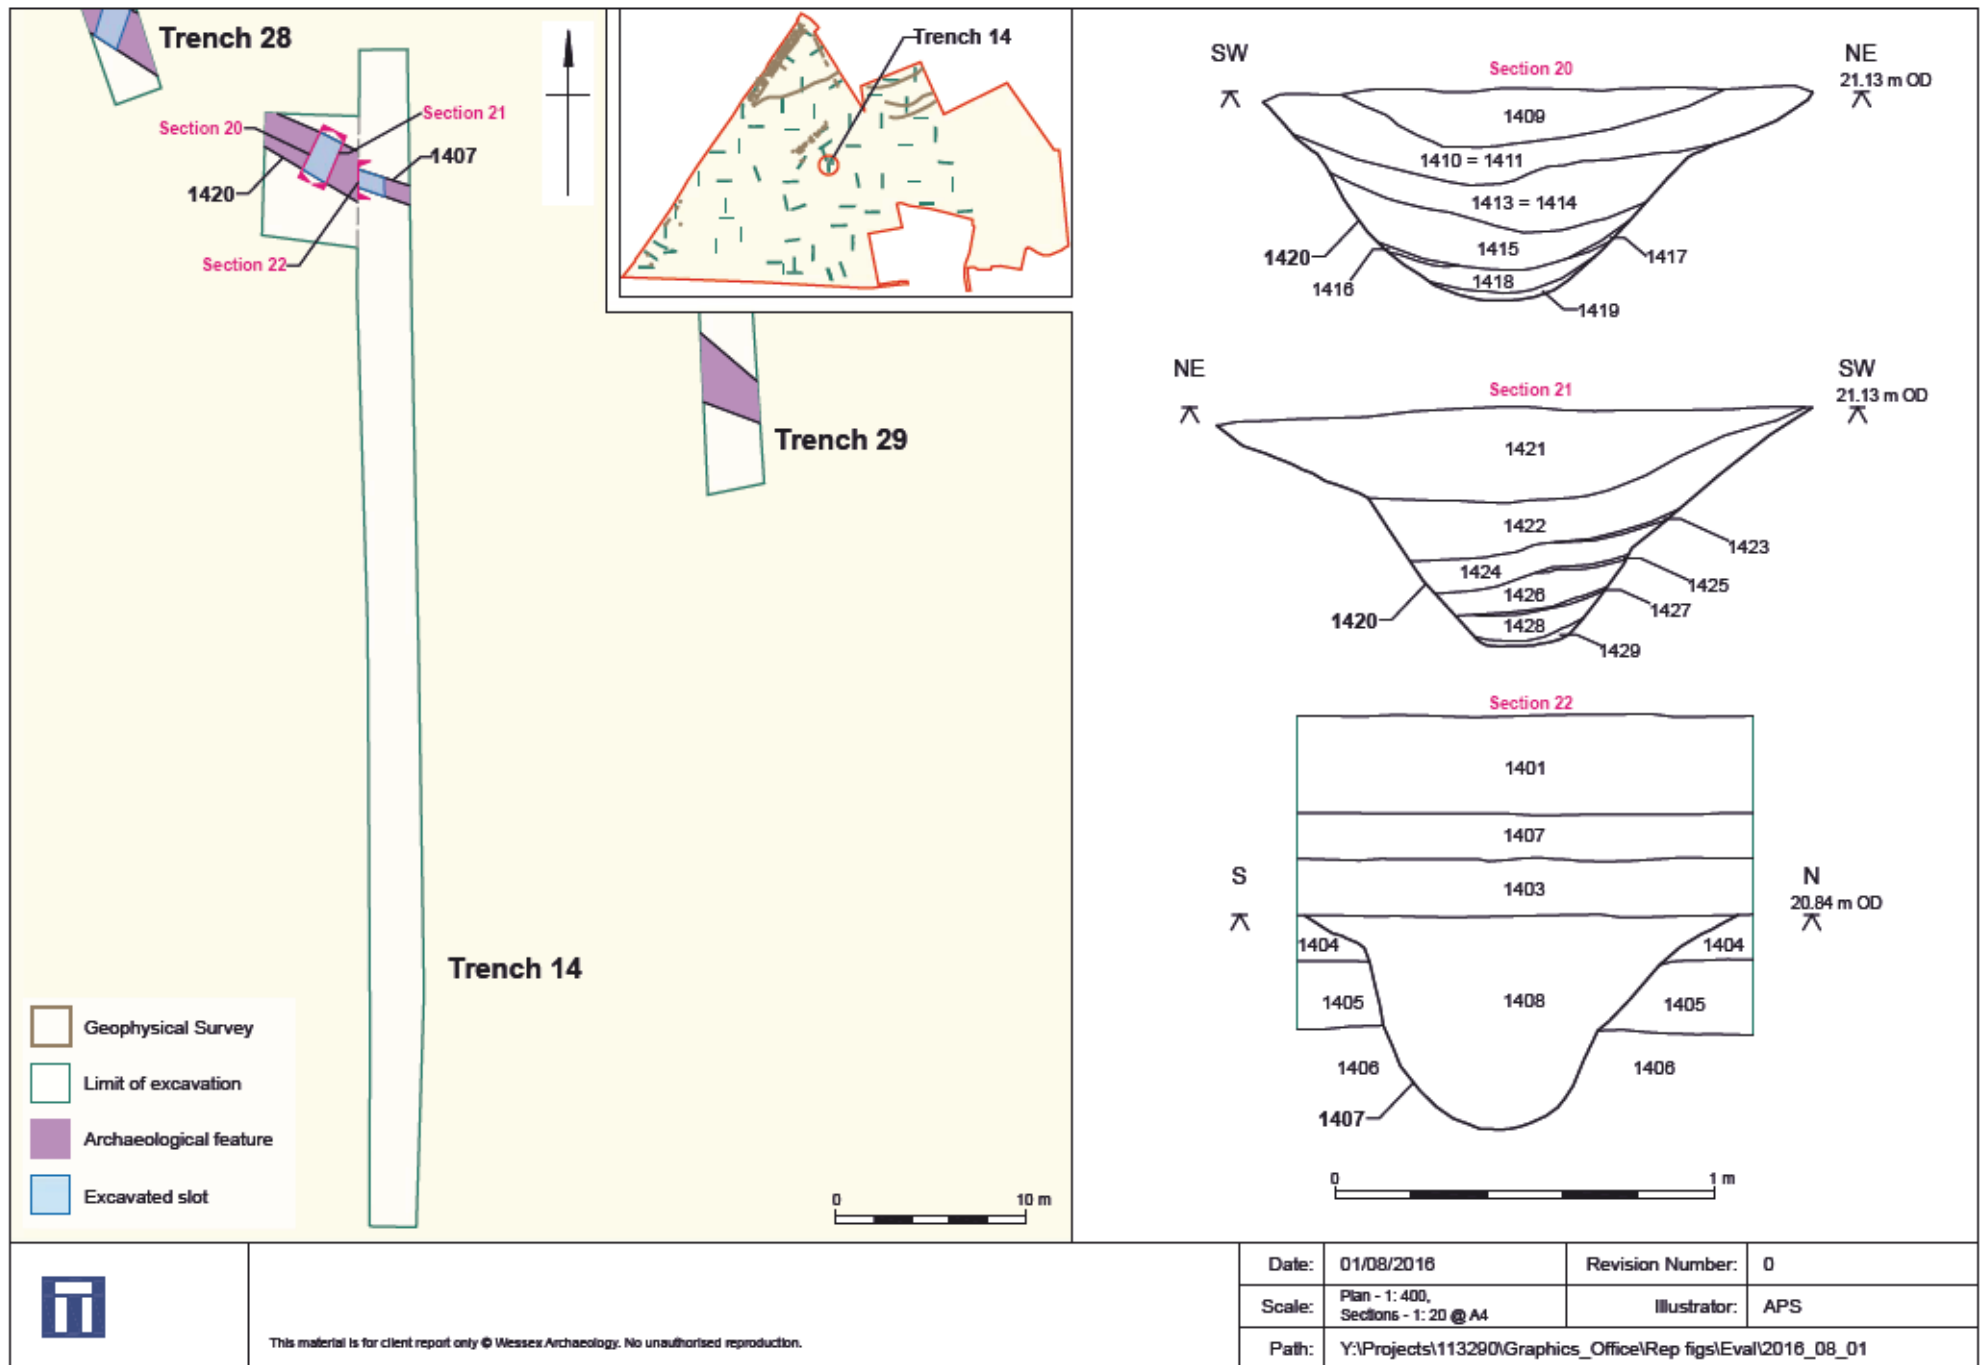 Trench 28
Section 20
Section 21
1407
1420
Section 22
Trench 14
Trench 29
Trench 14
Geophysical Survey
Limit of excavation
Archaeological feature
Excavated slot
0 10 m
SW NE
Section 20
21.13 m OD
1409
1410 = 1411
1413 = 1414
1415
1420
1417
1416
1418
1419
NE SW
Section 21
21.13 m OD
1421
1422
1423
1424
1425
1426
1427
1420
1428
1429
Section 22
1401
1407
1403
S N
20.84 m OD
1404 1404
1405 1408 1405
1406 1406
1407
0 1 m
This material is for client report only © Wessex Archaeology. No unauthorised reproduction.
Date: 01/08/2016 Revision Number: 0
Scale: Plan - 1: 400,
Sections - 1: 20 @ A4 Illustrator: APS
Path: Y:\Projects\113290\Graphics_Office\Rep figs\Eval\2016_08_01